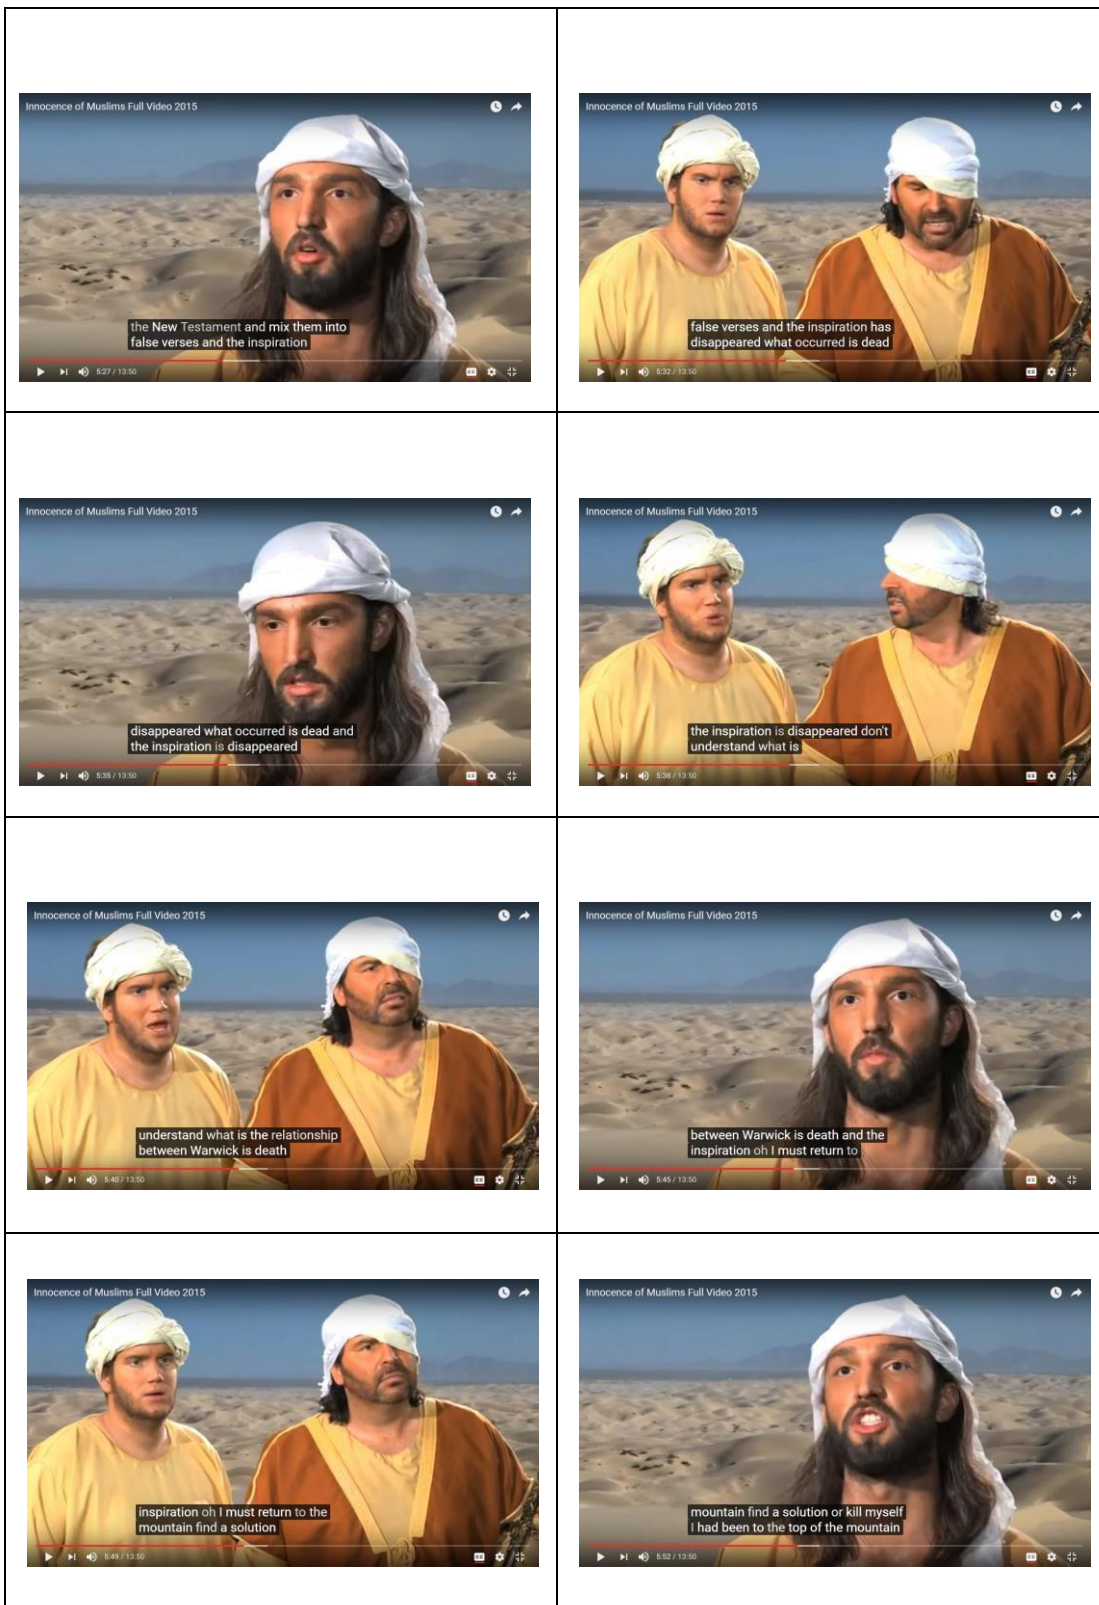 Innocence of Muslims Full Video 2015
the New Testament and mix them into
false verses and the inspiration
5:27 / 13:50
Innocence of Muslims Full Video 2015
false verses and the inspiration has
disappeared what occurred is dead
5:32 / 13:50
Innocence of Muslims Full Video 2015
disappeared what occurred is dead and
the inspiration is disappeared
5:35 / 13:50
Innocence of Muslims Full Video 2015
the inspiration is disappeared don't
understand what is
5:38 / 13:50
Innocence of Muslims Full Video 2015
understand what is the relationship
between Warwick is death
5:40 / 13:50
Innocence of Muslims Full Video 2015
between Warwick is death and the
inspiration oh I must return to
5:45 / 13:50
Innocence of Muslims Full Video 2015
inspiration oh I must return to the
mountain find a solution
5:49 / 13:50
Innocence of Muslims Full Video 2015
mountain find a solution or kill myself
I had been to the top of the mountain
5:52 / 13:50